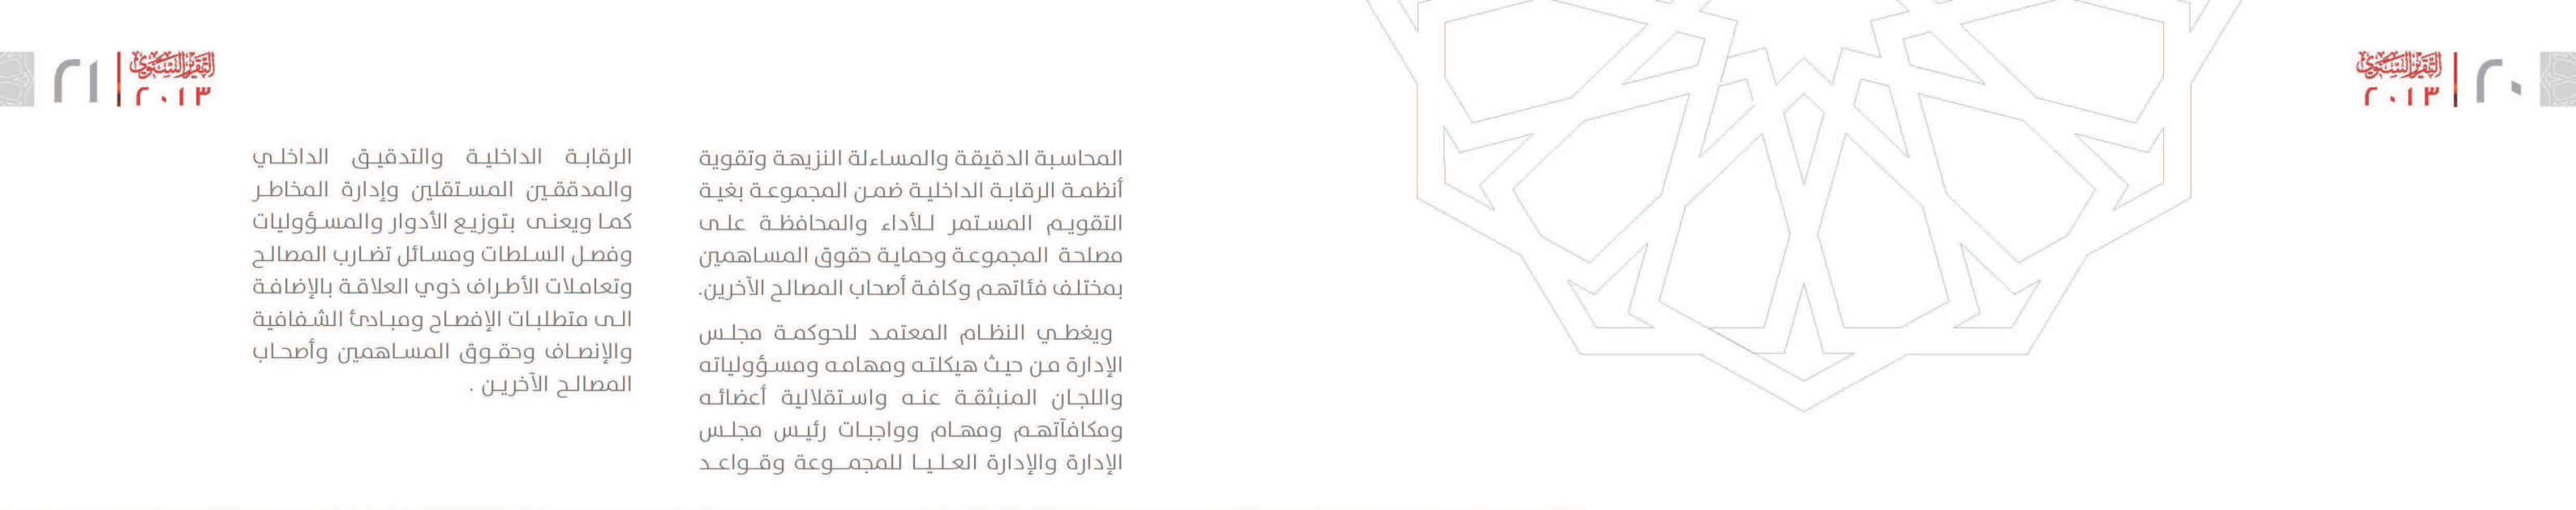 ٢٠
التقرير السنوي
٢٠١٣
التقرير السنوي
٢٠١٣
٢١
المحاسبة الدقيقة والمساءلة النزيهة وتقوية
أنظمة الرقابة الداخلية ضمن المجموعة بغية
التقويم المستمر للأداء والمحافظة على
مصلحة المجموعة وحماية حقوق المساهمين
بمختلف فئاتهم وكافة أصحاب المصالح الآخرين.
ويغطي النظام المعتمد للحوكمة مجلس
الإدارة من حيث هيكلته ومهامه ومسؤولياته
واللجان المنبثقة عنه واستقلالية أعضائه
ومكافآتهم ومهام وواجبات رئيس مجلس
الإدارة والإدارة العليا للمجموعة وقواعد
الرقابة الداخلية والتدقيق الداخلي
والمدققين المستقلين وإدارة المخاطر
كما ويعنى بتوزيع الأدوار والمسؤوليات
وفصل السلطات ومسائل تضارب المصالح
وتعاملات الأطراف ذوي العلاقة بالإضافة
الى متطلبات الإفصاح ومبادئ الشفافية
والإنصاف وحقوق المساهمين وأصحاب
المصالح الآخرين .